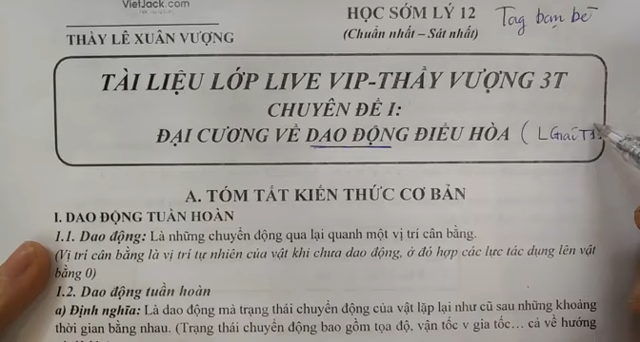 VietJack.com
THẦY LÊ XUÂN VƯỢNG
HỌC SỚM LÝ 12
(Chuẩn nhất – Sát nhất)
Tag bạn bè
TÀI LIỆU LỚP LIVE VIP-THẦY VƯỢNG 3T
CHUYÊN ĐỀ I:
ĐẠI CƯƠNG VỀ DAO ĐỘNG ĐIỀU HÒA (
A. TÓM TẮT KIẾN THỨC CƠ BẢN
I. DAO ĐỘNG TUẦN HOÀN
1.1. Dao động: Là những chuyển động qua lại quanh một vị trí cân bằng.
(Vị trí cân bằng là vị trí tự nhiên của vật khi chưa dao động, ở đó hợp các lực tác dụng lên vật
bằng 0)
1.2. Dao động tuần hoàn
a) Định nghĩa: Là dao động mà trạng thái chuyển động của vật lặp lại như cũ sau những khoảng
thời gian bằng nhau. (Trạng thái chuyển động bao gồm tọa độ, vận tốc v gia tốc… cả về hướng